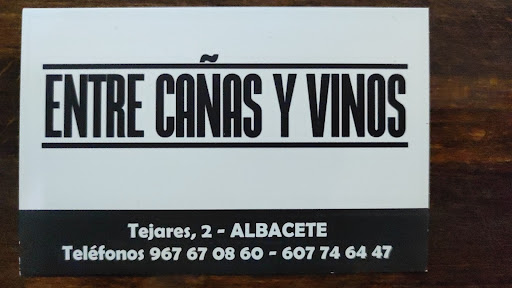 ENTRE CAÑAS Y VINOS
Tejares, 2 - ALBACETE
Teléfonos 967 67 08 60 - 607 74 64 47